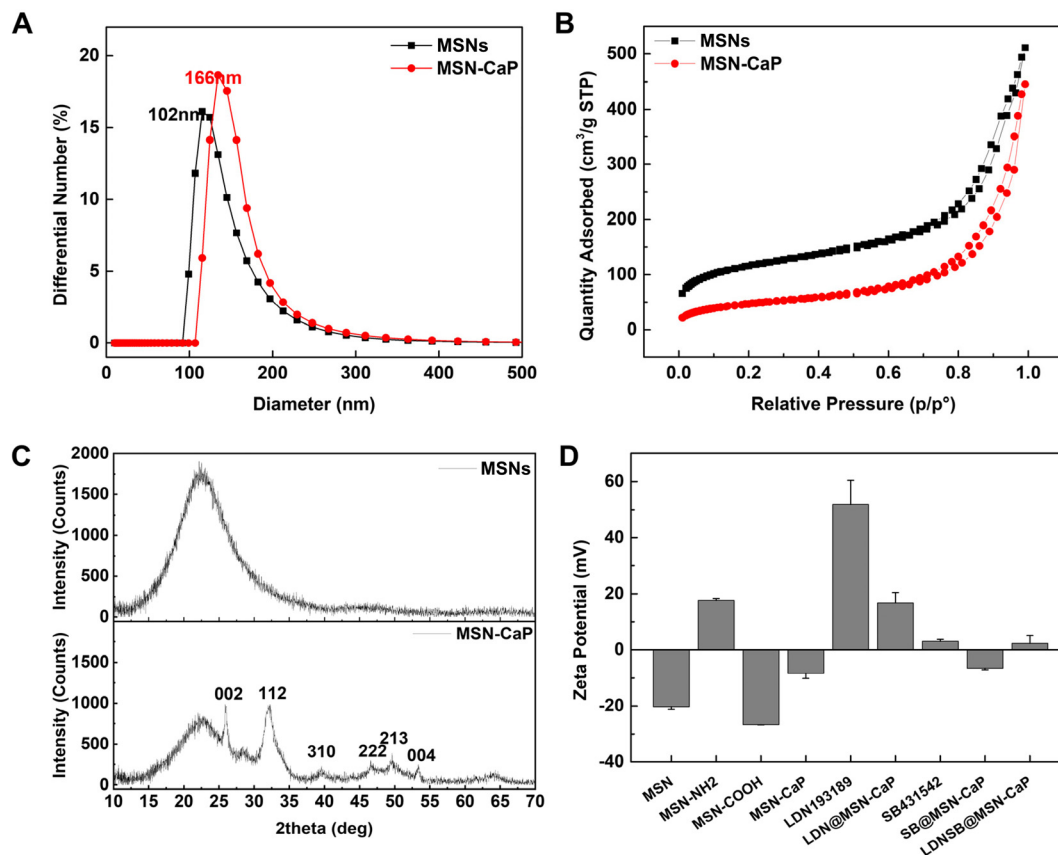 A
MSNs
MSN-CaP
166nm
102nm
20
15
10
5
0
0 100 200 300 400 500
Differential Number (%)
Diameter (nm)
B
MSNs
MSN-CaP
500
400
300
200
100
0
0.0 0.2 0.4 0.6 0.8 1.0
Quantity Adsorbed (cm³/g STP)
Relative Pressure (p/p°)
C
2000
MSNs
1500
1000
500
0
MSN-CaP
1500
1000
500
0
002 112 310 222 213 004
10 15 20 25 30 35 40 45 50 55 60 65 70
Intensity (Counts)
Intensity (Counts)
2theta (deg)
D
60
40
20
0
-20
-40
Zeta Potential (mV)
MSN
MSN-NH2
MSN-COOH
MSN-CaP
LDN193189
LDN@MSN-CaP
SB431542
SB@MSN-CaP
LDNSB@MSN-CaP